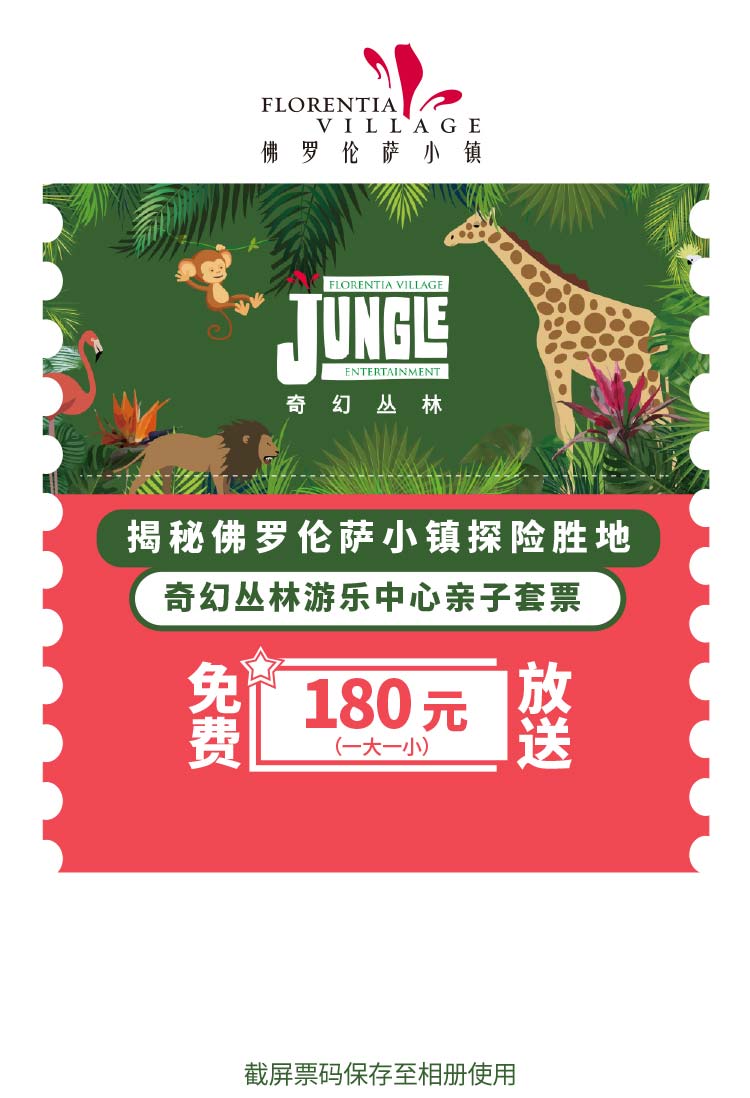 FLORENTIA
VILLAGE
佛罗伦萨小镇
FLORENTIA VILLAGE
JUNGLE
ENTERTAINMENT
奇幻丛林
揭秘佛罗伦萨小镇探险胜地
奇幻丛林游乐中心亲子套票
免费
180元
(一大一小)
放送
截屏票码保存至相册使用